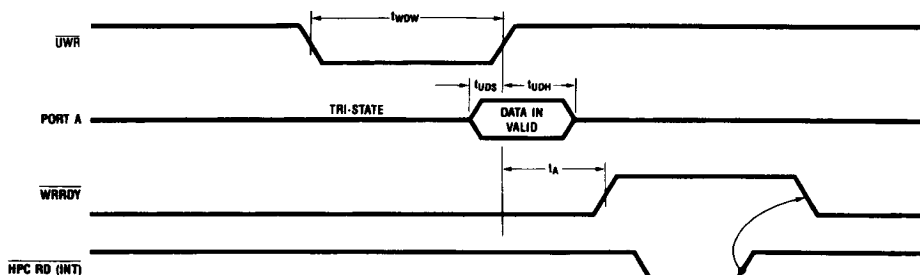 tWDW
UWR
tUDS
tUDH
PORT A
TRI-STATE
DATA IN
VALID
tA
WRRDY
HPC RD (INT)